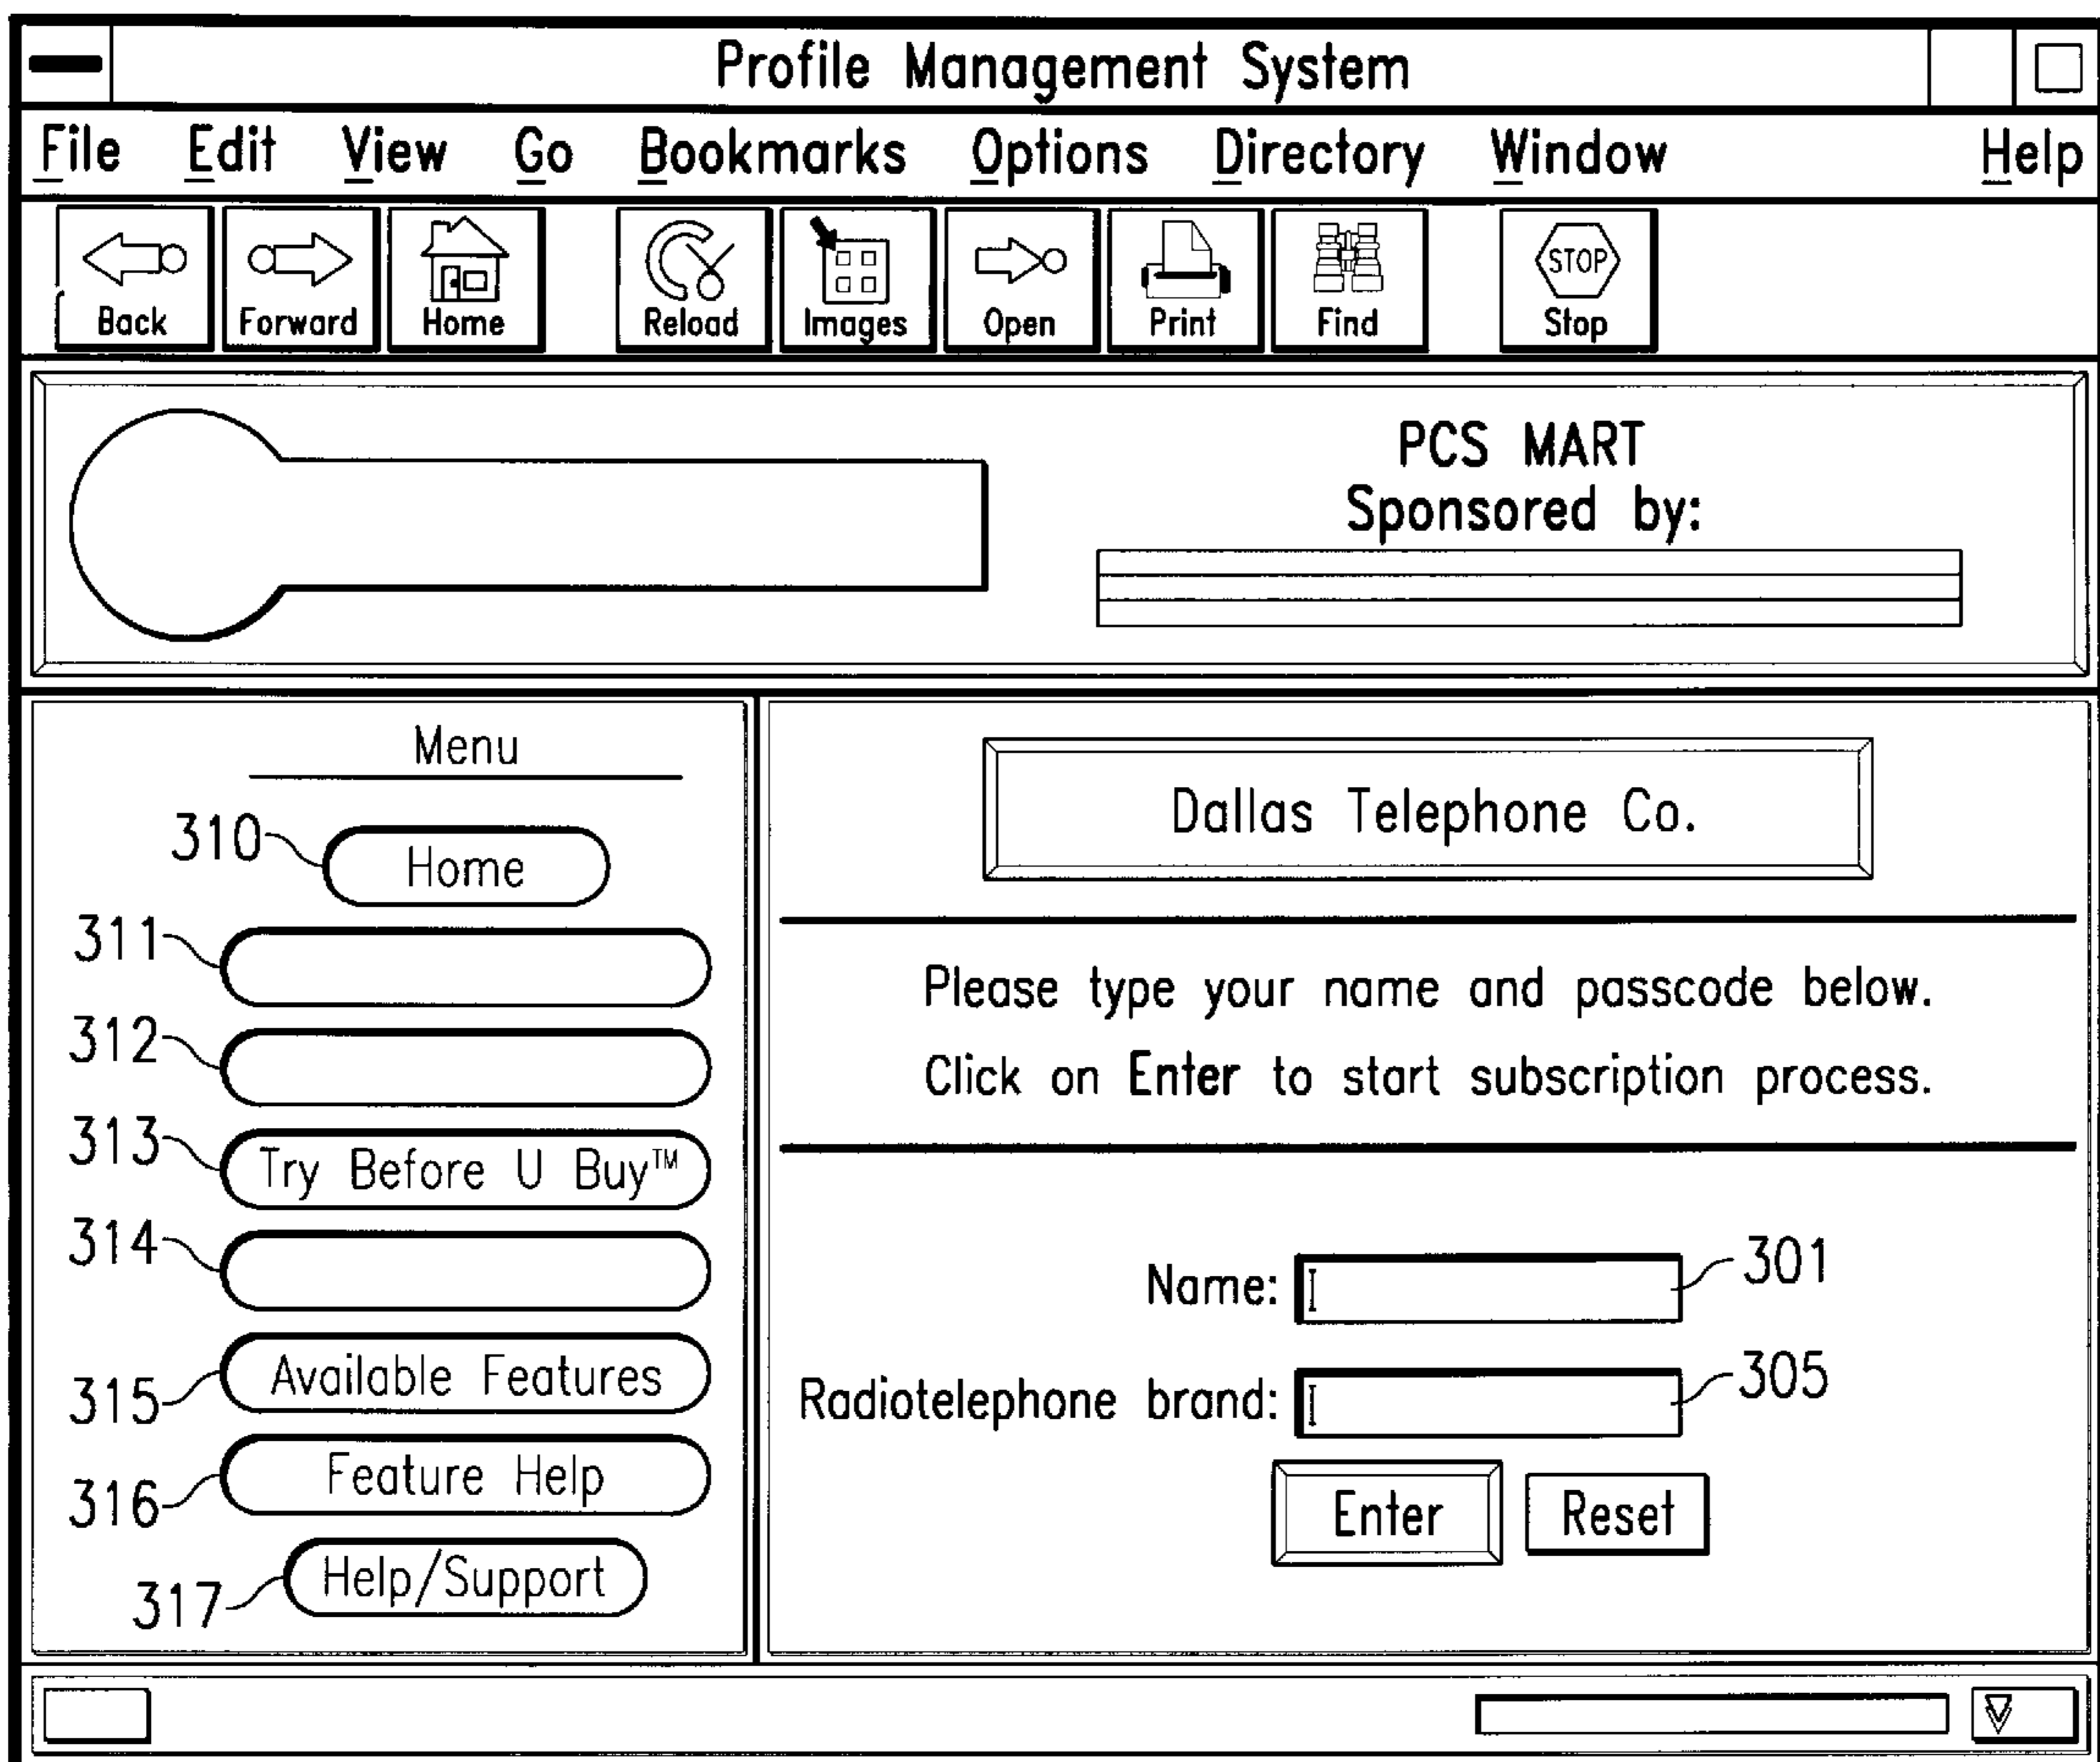 Profile Management System
File Edit View Go Bookmarks Options Directory Window Help
Back Forward Home Reload Images Open Print Find STOP Stop
PCS MART
Sponsored by:
Menu
310 Home
311
312
313 Try Before U Buy™
314
315 Available Features
316 Feature Help
317 Help/Support
Dallas Telephone Co.
Please type your name and passcode below.
Click on Enter to start subscription process.
Name: 301
Radiotelephone brand: 305
Enter Reset